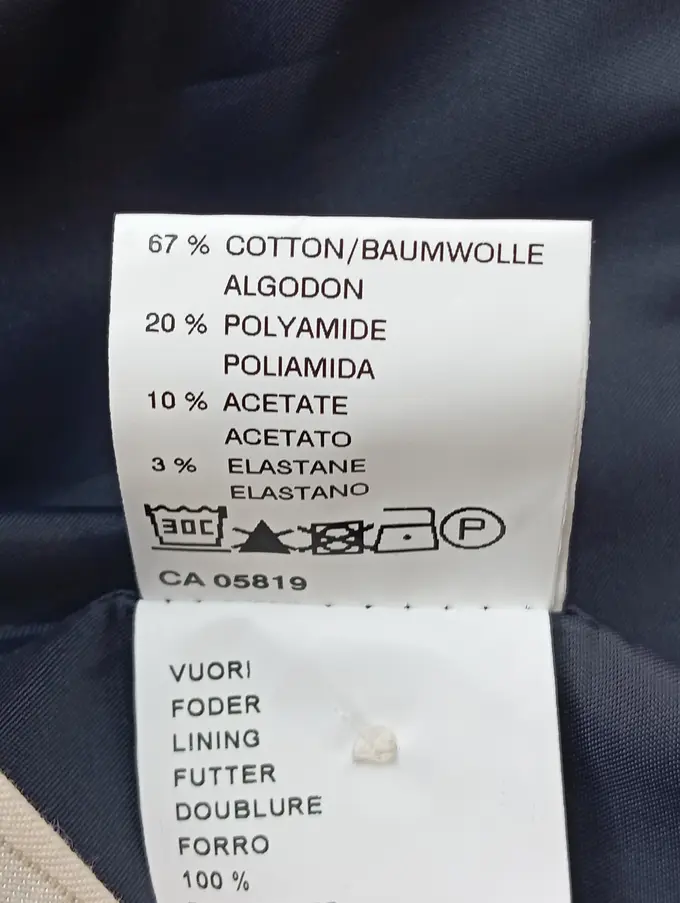 67 % COTTON/BAUMWOLLE
ALGODON
20 % POLYAMIDE
POLIAMIDA
10 % ACETATE
ACETATO
3 % ELASTANE
ELASTANO
30C P
CA 05819
VUORI
FODER
LINING
FUTTER
DOUBLURE
FORRO
100 %